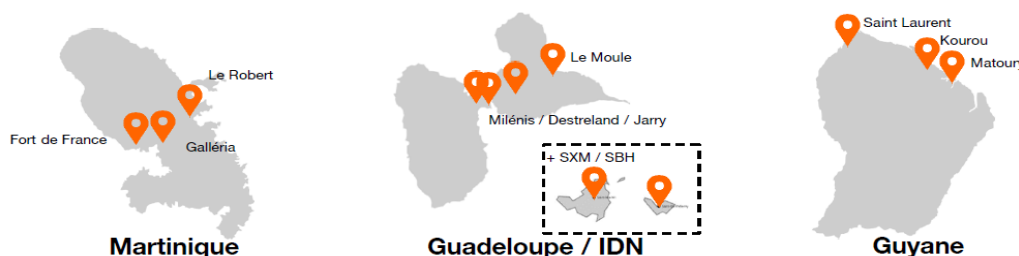 Le Robert
Fort de France
Galléria
Martinique
Le Moule
Milénis / Destreland / Jarry
+ SXM / SBH
Guadeloupe / IDN
Saint Laurent
Kourou
Matoury
Guyane